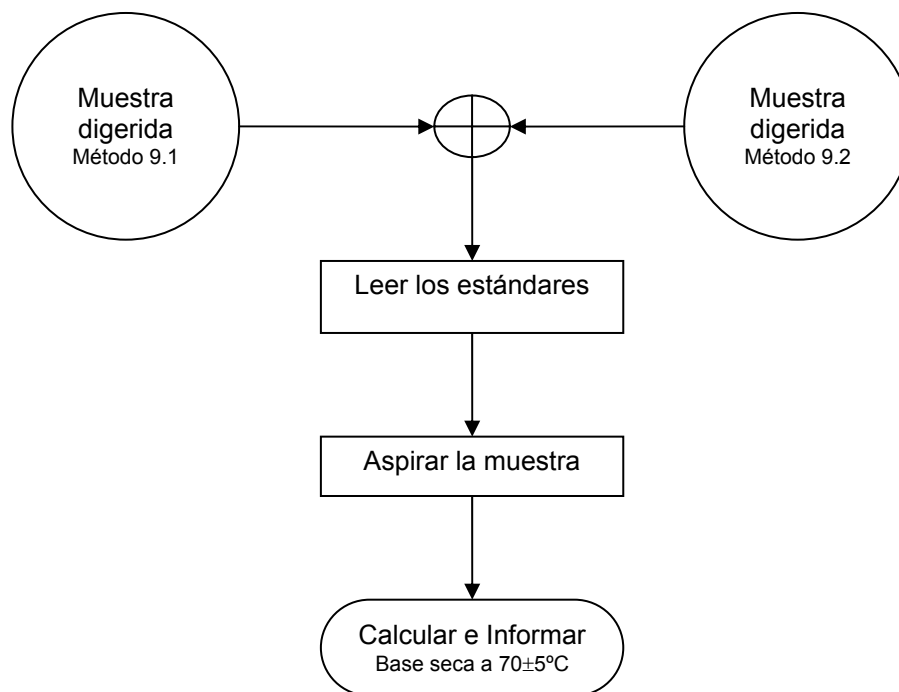 Muestra
digerida
Método 9.1
Muestra
digerida
Método 9.2
Leer los estándares
Aspirar la muestra
Calcular e Informar
Base seca a 70±5ºC